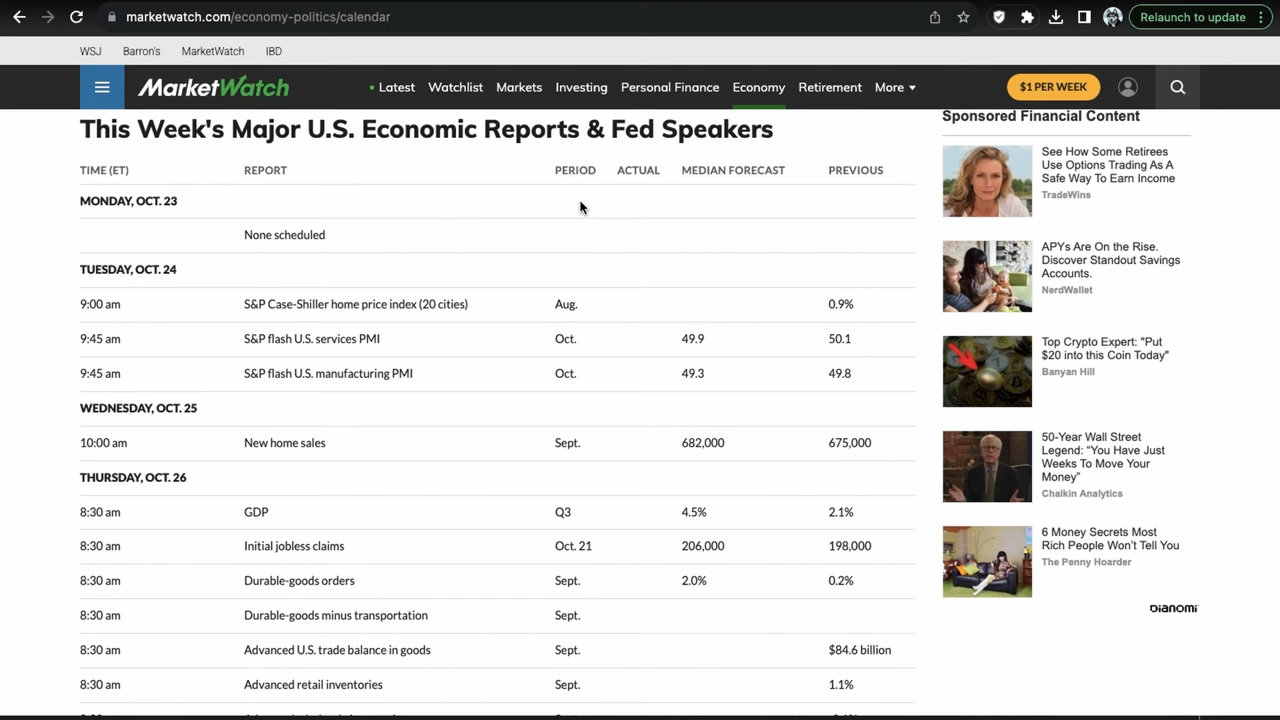 marketwatch.com/economy-politics/calendar
Relaunch to update
WSJ Barron's MarketWatch IBD
MarketWatch
• Latest Watchlist Markets Investing Personal Finance Economy Retirement More
$1 PER WEEK
This Week's Major U.S. Economic Reports & Fed Speakers
TIME (ET) REPORT PERIOD ACTUAL MEDIAN FORECAST PREVIOUS
MONDAY, OCT. 23
None scheduled
TUESDAY, OCT. 24
9:00 am S&P Case-Shiller home price index (20 cities) Aug. 0.9%
9:45 am S&P flash U.S. services PMI Oct. 49.9 50.1
9:45 am S&P flash U.S. manufacturing PMI Oct. 49.3 49.8
WEDNESDAY, OCT. 25
10:00 am New home sales Sept. 682,000 675,000
THURSDAY, OCT. 26
8:30 am GDP Q3 4.5% 2.1%
8:30 am Initial jobless claims Oct. 21 206,000 198,000
8:30 am Durable-goods orders Sept. 2.0% 0.2%
8:30 am Durable-goods minus transportation Sept.
8:30 am Advanced U.S. trade balance in goods Sept. $84.6 billion
8:30 am Advanced retail inventories Sept. 1.1%
Sponsored Financial Content
See How Some Retirees
Use Options Trading As A
Safe Way To Earn Income
TradeWins
APYs Are On the Rise.
Discover Standout Savings
Accounts.
NerdWallet
Top Crypto Expert: "Put
$20 into this Coin Today"
Banyan Hill
50-Year Wall Street
Legend: “You Have Just
Weeks To Move Your
Money”
Chaikin Analytics
6 Money Secrets Most
Rich People Won't Tell You
The Penny Hoarder
DIANOMI